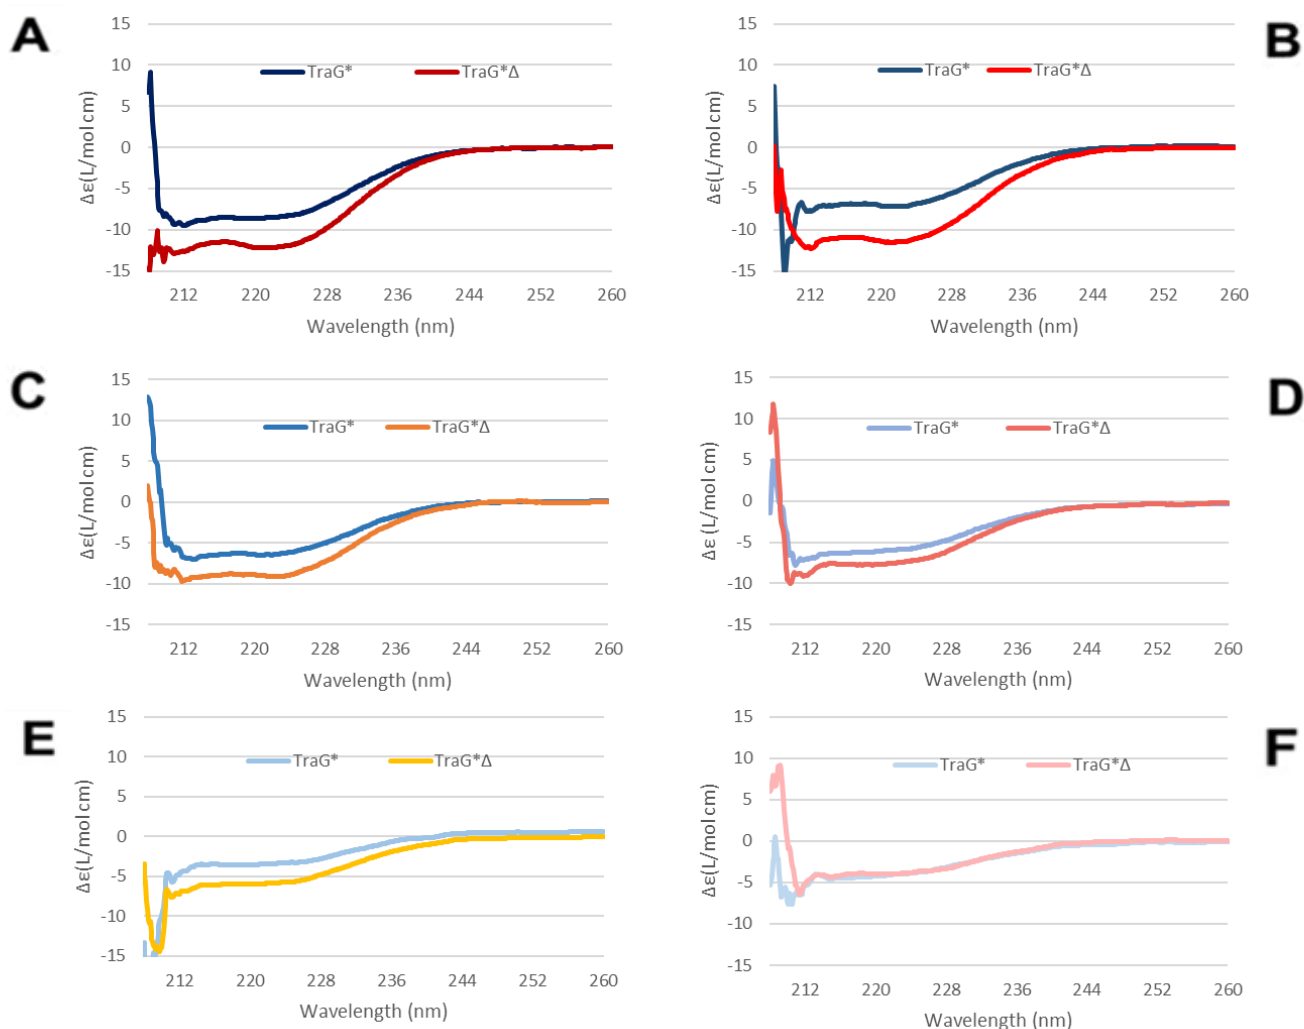 A
15
10
5
0
-5
-10
-15
Δε(L/mol cm)
TraG* TraG*Δ
212 220 228 236 244 252 260
Wavelength (nm)
B
15
10
5
0
-5
-10
-15
Δε(L/mol cm)
TraG* TraG*Δ
212 220 228 236 244 252 260
Wavelength (nm)
C
15
10
5
0
-5
-10
-15
Δε(L/mol cm)
TraG* TraG*Δ
212 220 228 236 244 252 260
Wavelength (nm)
D
15
10
5
0
-5
-10
-15
Δε (L/mol cm)
TraG* TraG*Δ
212 220 228 236 244 252 260
Wavelength (nm)
E
15
10
5
0
-5
-10
-15
Δε(L/mol cm)
TraG* TraG*Δ
212 220 228 236 244 252 260
Wavelength (nm)
F
15
10
5
0
-5
-10
-15
Δε(L/mol cm)
TraG* TraG*Δ
212 220 228 236 244 252 260
Wavelength (nm)